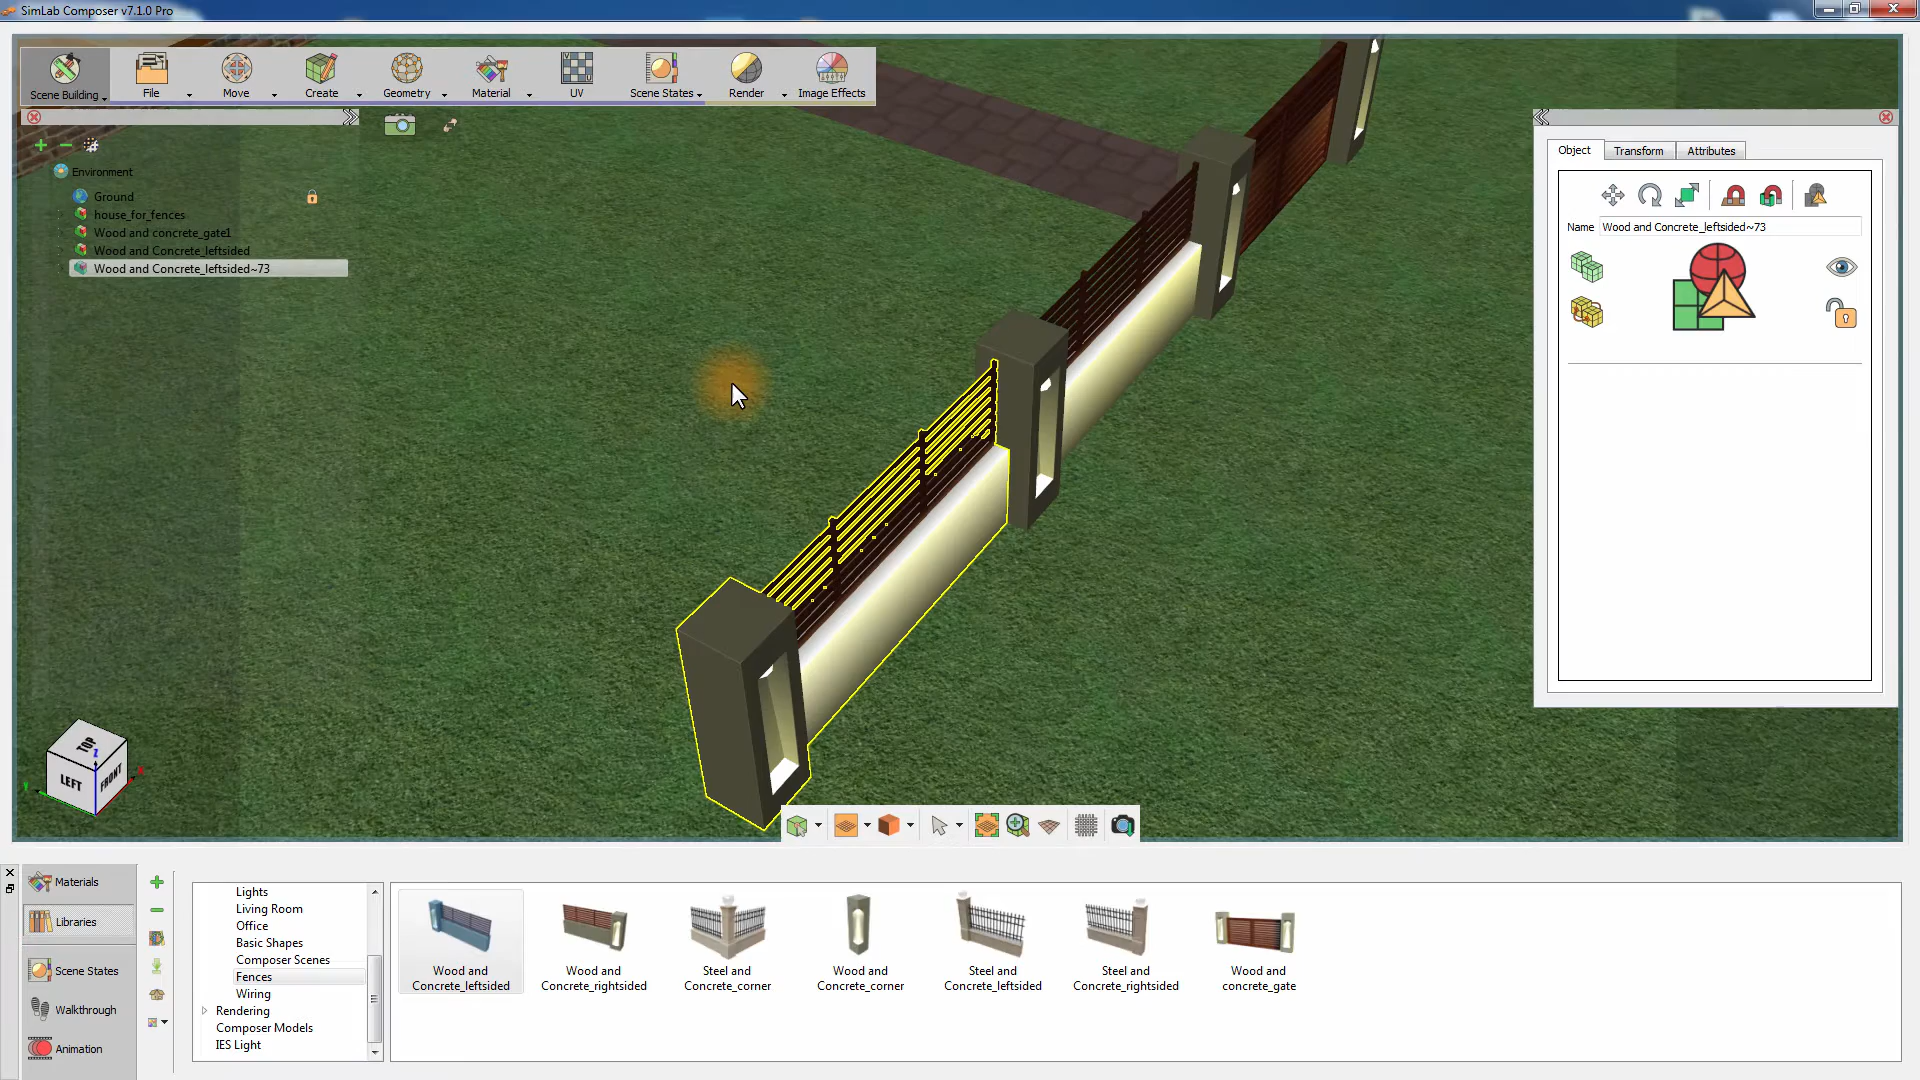 SimLab Composer v7.1.0 Pro
Scene Building
File
Move
Create
Geometry
Material
UV
Scene States
Render
Image Effects
Environment
Ground
house_for_fences
Wood and concrete_gate1
Wood and Concrete_leftsided
Wood and Concrete_leftsided~73
Object
Transform
Attributes
Name
Wood and Concrete_leftsided~73
TOP
LEFT
FRONT
Materials
Libraries
Scene States
Walkthrough
Animation
Lights
Living Room
Office
Basic Shapes
Composer Scenes
Fences
Wiring
Rendering
Composer Models
IES Light
Wood and
Concrete_leftsided
Wood and
Concrete_rightsided
Steel and
Concrete_corner
Wood and
Concrete_corner
Steel and
Concrete_leftsided
Steel and
Concrete_rightsided
Wood and
concrete_gate